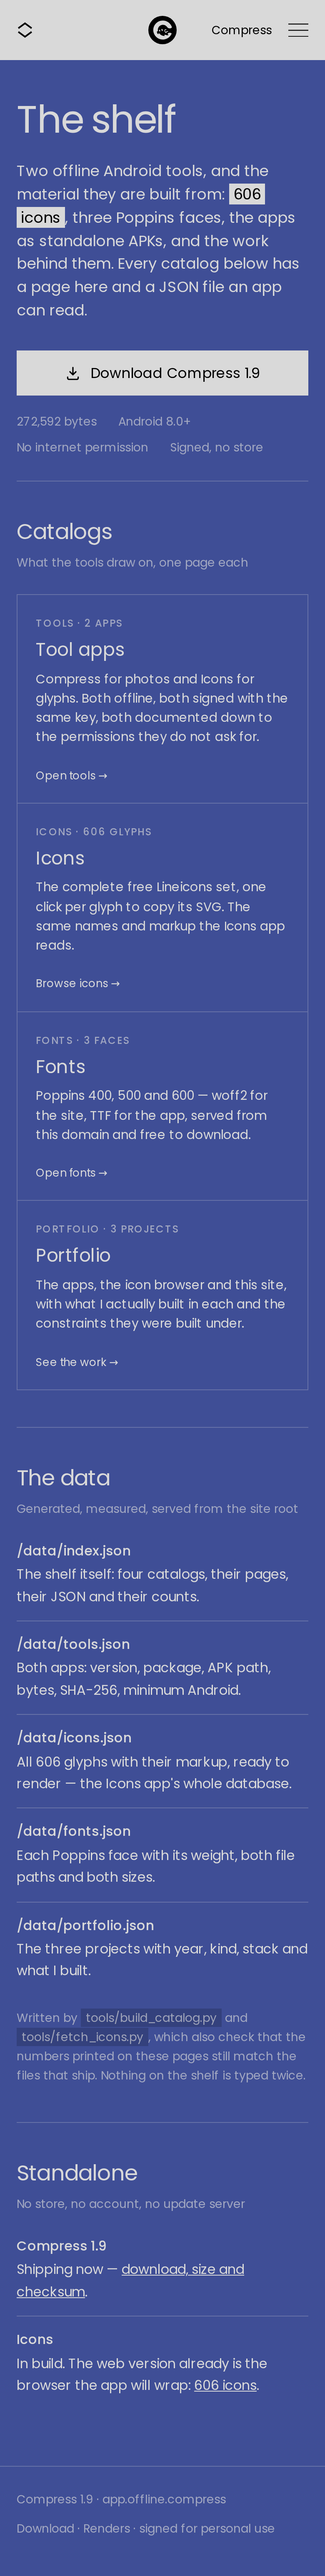 Compress
The shelf
Two offline Android tools, and the
material they are built from: 606
icons, three Poppins faces, the apps
as standalone APKs, and the work
behind them. Every catalog below has
a page here and a JSON file an app
can read.
Download Compress 1.9
272,592 bytes Android 8.0+
No internet permission Signed, no store
Catalogs
What the tools draw on, one page each
TOOLS · 2 APPS
Tool apps
Compress for photos and Icons for
glyphs. Both offline, both signed with the
same key, both documented down to
the permissions they do not ask for.
Open tools →
ICONS · 606 GLYPHS
Icons
The complete free Lineicons set, one
click per glyph to copy its SVG. The
same names and markup the Icons app
reads.
Browse icons →
FONTS · 3 FACES
Fonts
Poppins 400, 500 and 600 — woff2 for
the site, TTF for the app, served from
this domain and free to download.
Open fonts →
PORTFOLIO · 3 PROJECTS
Portfolio
The apps, the icon browser and this site,
with what I actually built in each and the
constraints they were built under.
See the work →
The data
Generated, measured, served from the site root
/data/index.json
The shelf itself: four catalogs, their pages,
their JSON and their counts.
/data/tools.json
Both apps: version, package, APK path,
bytes, SHA-256, minimum Android.
/data/icons.json
All 606 glyphs with their markup, ready to
render — the Icons app's whole database.
/data/fonts.json
Each Poppins face with its weight, both file
paths and both sizes.
/data/portfolio.json
The three projects with year, kind, stack and
what I built.
Written by tools/build_catalog.py and
tools/fetch_icons.py, which also check that the
numbers printed on these pages still match the
files that ship. Nothing on the shelf is typed twice.
Standalone
No store, no account, no update server
Compress 1.9
Shipping now — download, size and
checksum.
Icons
In build. The web version already is the
browser the app will wrap: 606 icons.
Compress 1.9 · app.offline.compress
Download · Renders · signed for personal use